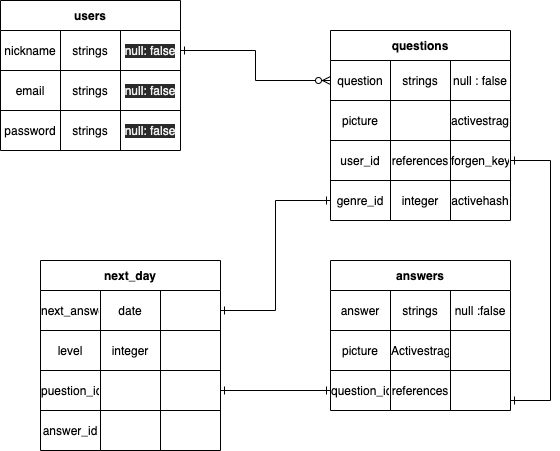 users
nickname strings null: false
email strings null: false
password strings null: false
questions
question strings null : false
picture activestrag
user_id references forgen_key
genre_id integer activehash
next_day
next_answ date
level integer
puestion_id
answer_id
answers
answer strings null :false
picture Activestrag
question_id references